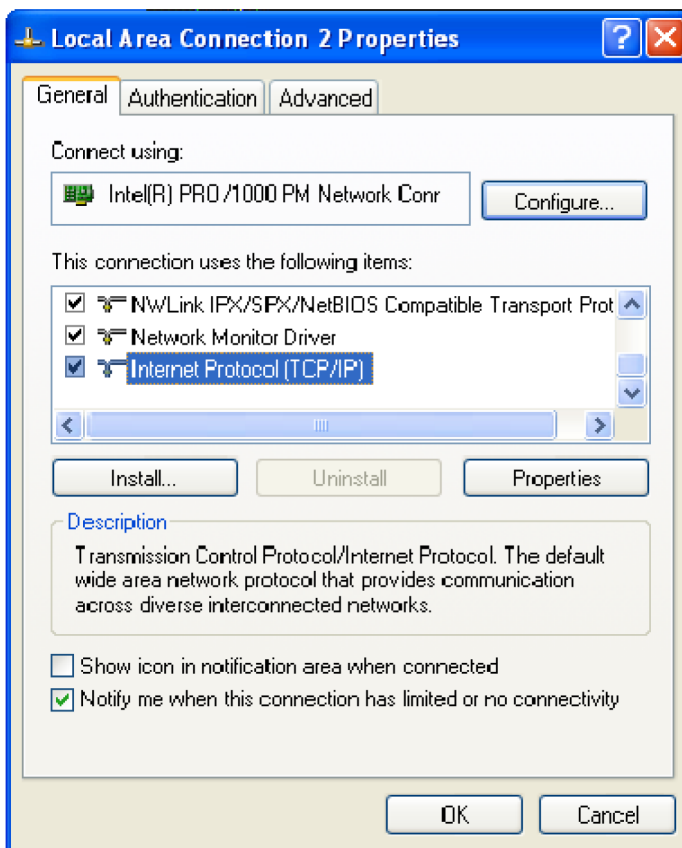 Local Area Connection 2 Properties
General Authentication Advanced
Connect using:
Intel(R) PRO/1000 PM Network Conr
Configure...
This connection uses the following items:
NWLink IPX/SPX/NetBIOS Compatible Transport Prot
Network Monitor Driver
Internet Protocol (TCP/IP)
Install... Uninstall Properties
Description
Transmission Control Protocol/Internet Protocol. The default
wide area network protocol that provides communication
across diverse interconnected networks.
Show icon in notification area when connected
Notify me when this connection has limited or no connectivity
OK Cancel